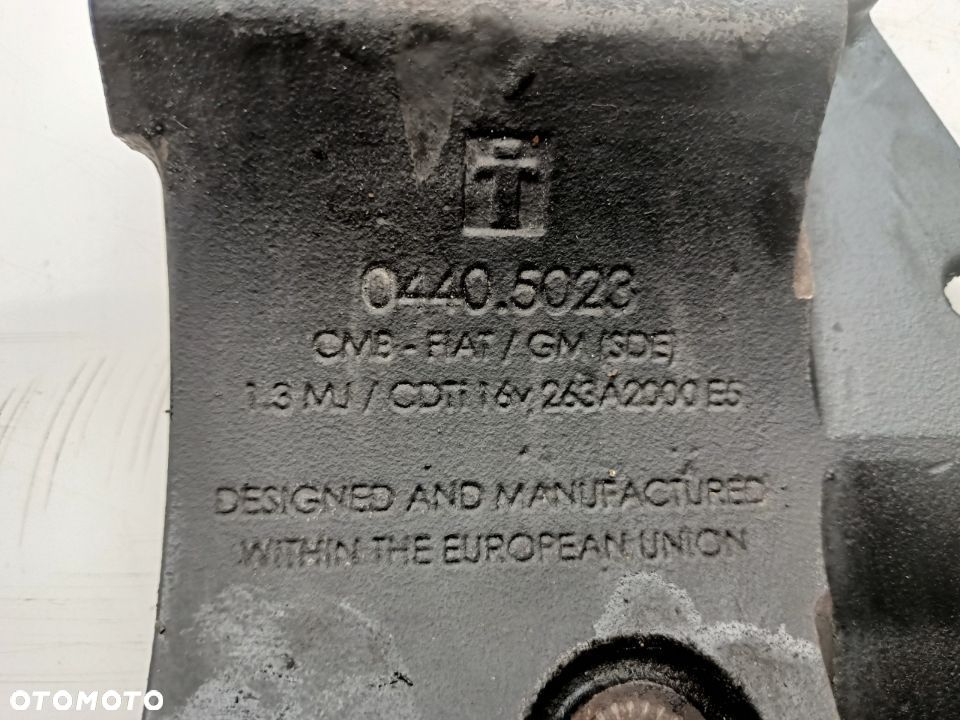 T
0440.5023
CMB - FIAT / GM (SDE)
1.3 MJ / CDTi 16v, 263A2000 E5
DESIGNED AND MANUFACTURED
WITHIN THE EUROPEAN UNION
OTOMOTO